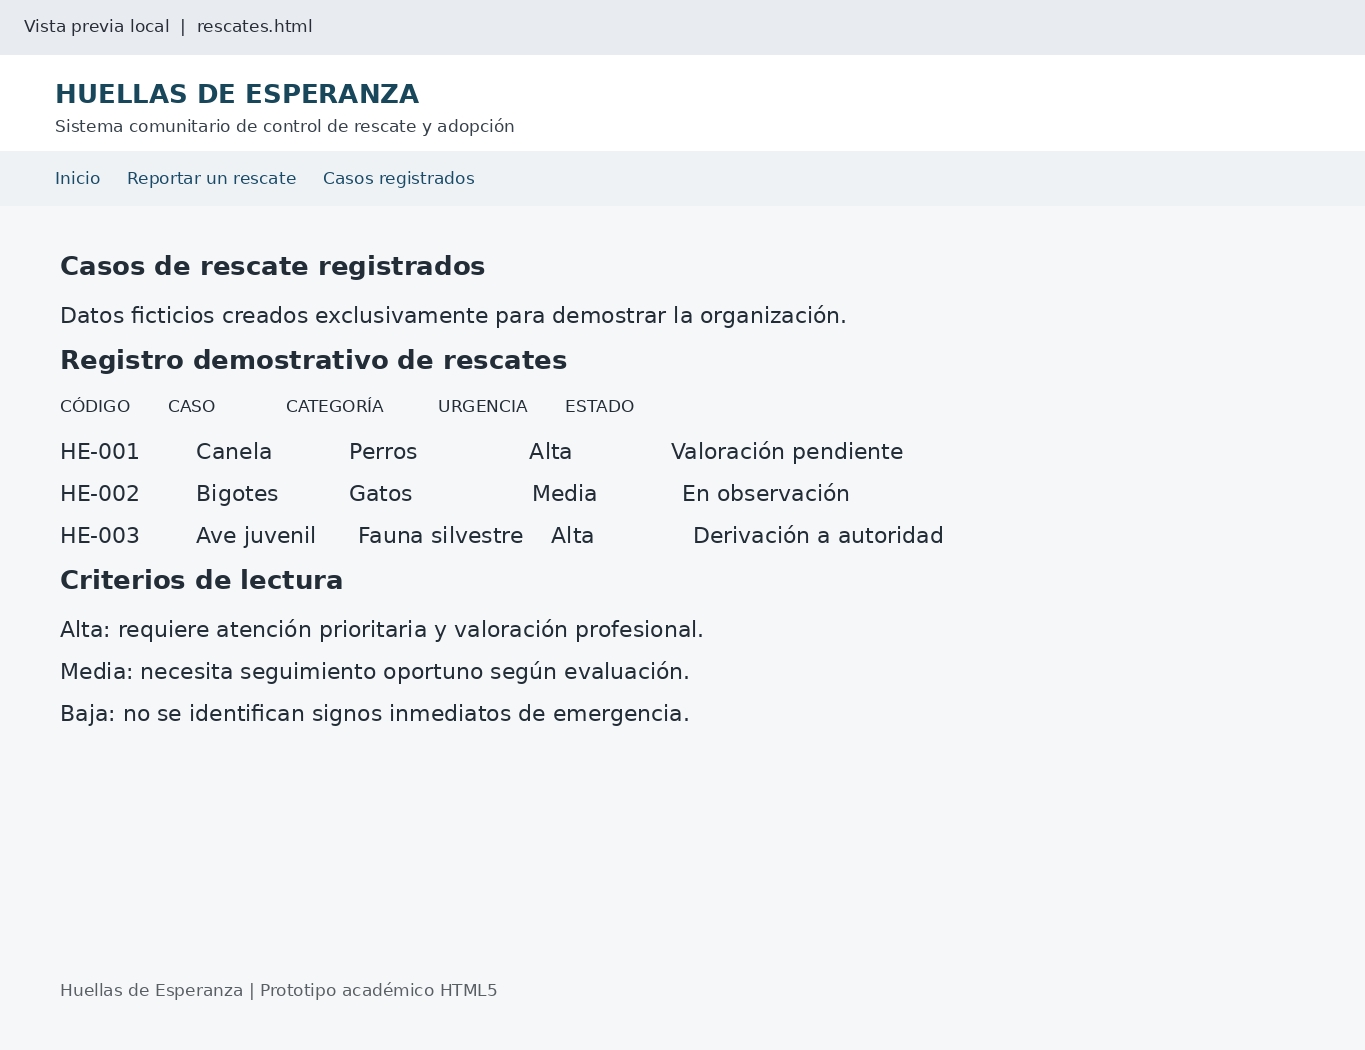 Vista previa local | rescates.html
HUELLAS DE ESPERANZA
Sistema comunitario de control de rescate y adopción
Inicio Reportar un rescate Casos registrados
Casos de rescate registrados
Datos ficticios creados exclusivamente para demostrar la organización.
Registro demostrativo de rescates
CÓDIGO CASO CATEGORÍA URGENCIA ESTADO
HE-001 Canela Perros Alta Valoración pendiente
HE-002 Bigotes Gatos Media En observación
HE-003 Ave juvenil Fauna silvestre Alta Derivación a autoridad
Criterios de lectura
Alta: requiere atención prioritaria y valoración profesional.
Media: necesita seguimiento oportuno según evaluación.
Baja: no se identifican signos inmediatos de emergencia.
Huellas de Esperanza | Prototipo académico HTML5